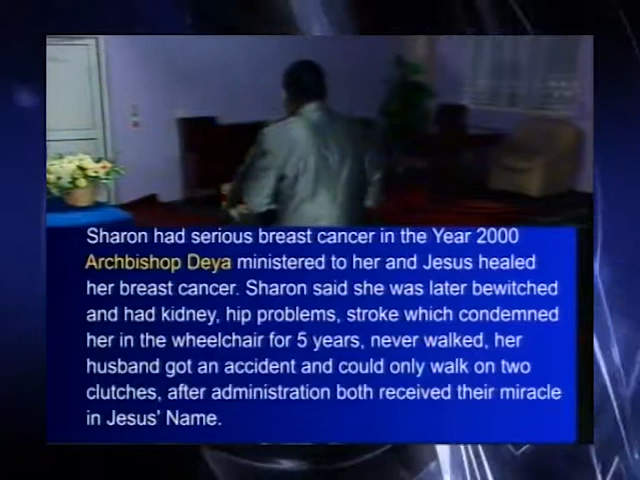 Sharon had serious breast cancer in the Year 2000
Archbishop Deya ministered to her and Jesus healed
her breast cancer. Sharon said she was later bewitched
and had kidney, hip problems, stroke which condemned
her in the wheelchair for 5 years, never walked, her
husband got an accident and could only walk on two
clutches, after administration both received their miracle
in Jesus' Name.